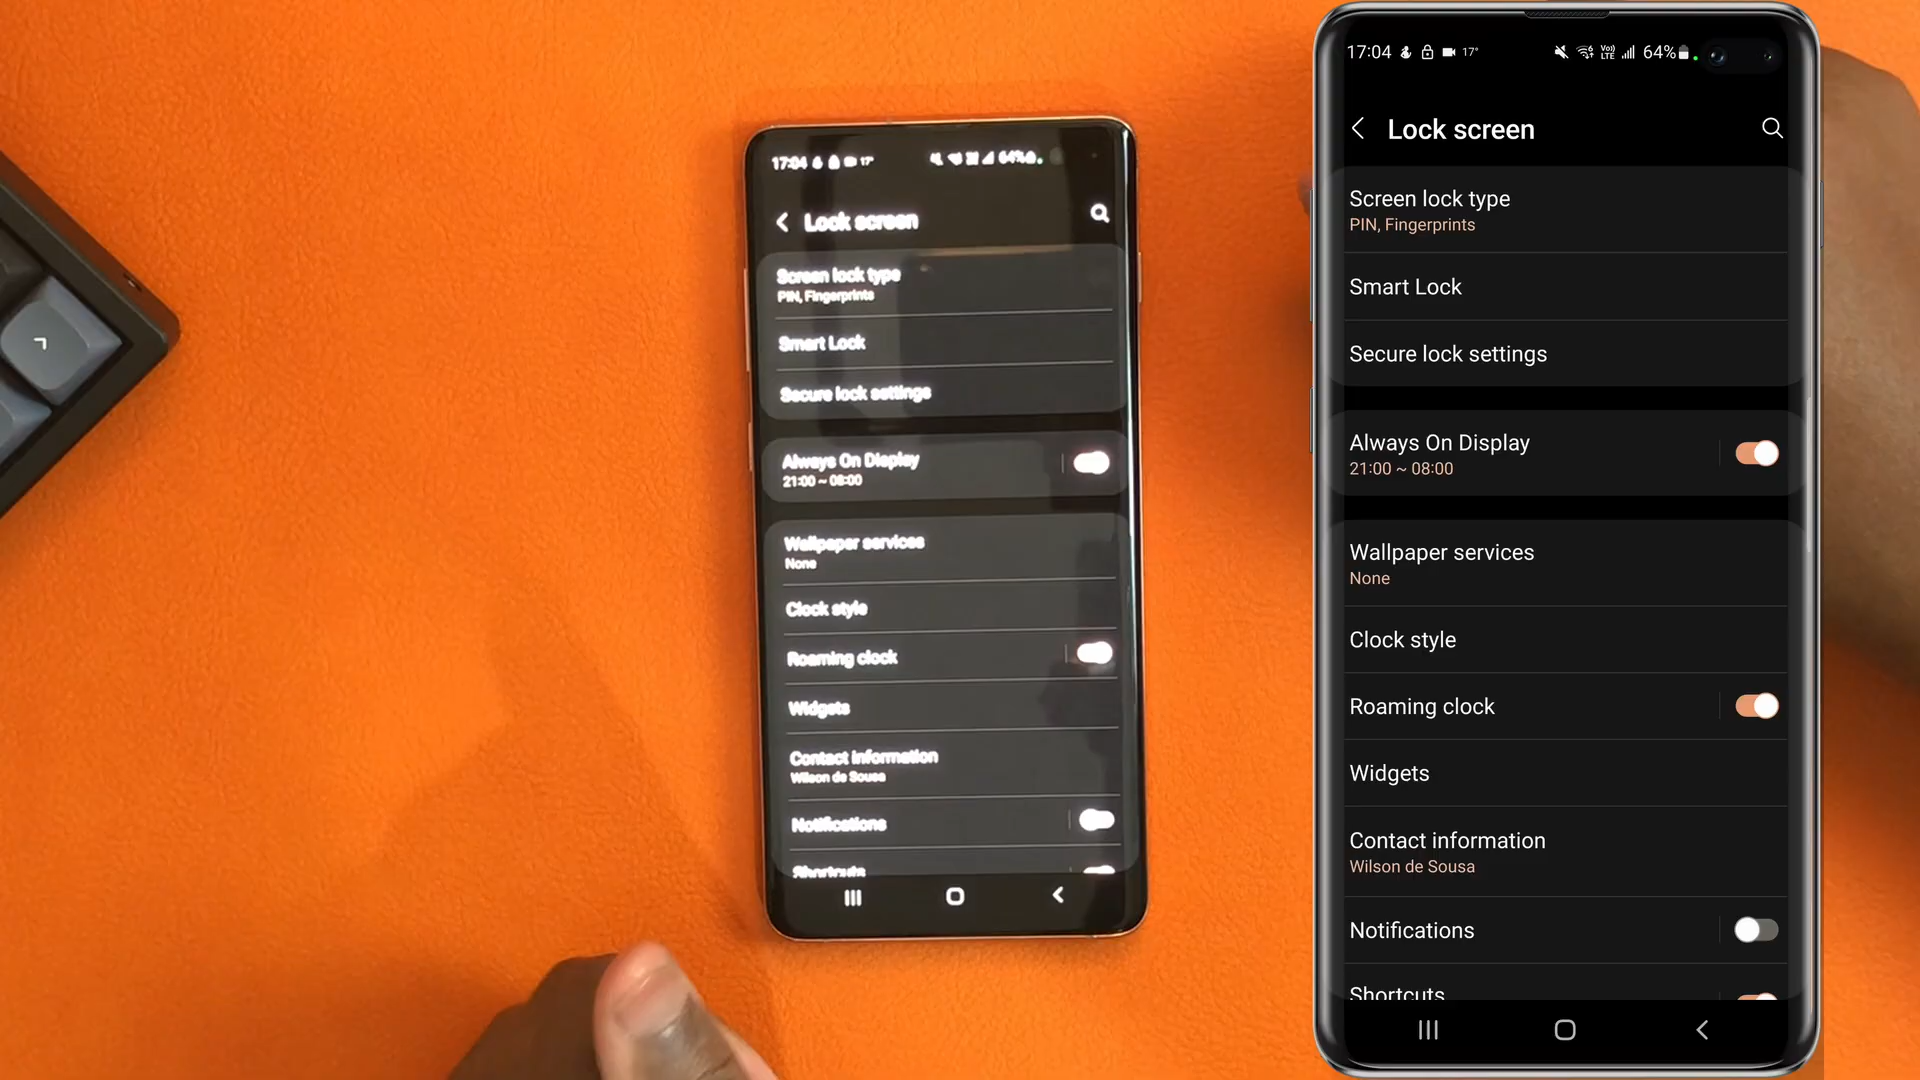 17:04 17° 64%
Lock screen
Screen lock type
PIN, Fingerprints
Smart Lock
Secure lock settings
Always On Display
21:00 ~ 08:00
Wallpaper services
None
Clock style
Roaming clock
Widgets
Contact information
Wilson de Sousa
Notifications
Shortcuts
17:04 17° Vo) LTE 64%
Lock screen
Screen lock type
PIN, Fingerprints
Smart Lock
Secure lock settings
Always On Display
21:00 ~ 08:00
Wallpaper services
None
Clock style
Roaming clock
Widgets
Contact information
Wilson de Sousa
Notifications
Shortcuts